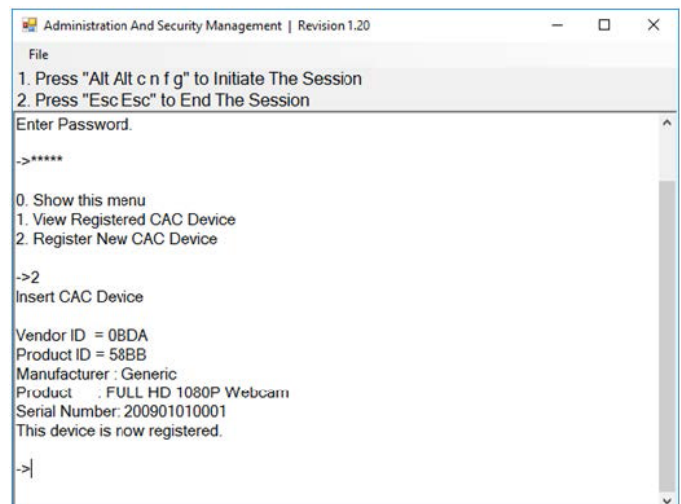 Administration And Security Management | Revision 1.20
File
1. Press "Alt Alt c n f g" to Initiate The Session
2. Press "Esc Esc" to End The Session
Enter Password.
->*****
0. Show this menu
1. View Registered CAC Device
2. Register New CAC Device
->2
Insert CAC Device
Vendor ID = 0BDA
Product ID = 58BB
Manufacturer : Generic
Product : FULL HD 1080P Webcam
Serial Number: 200901010001
This device is now registered.
->